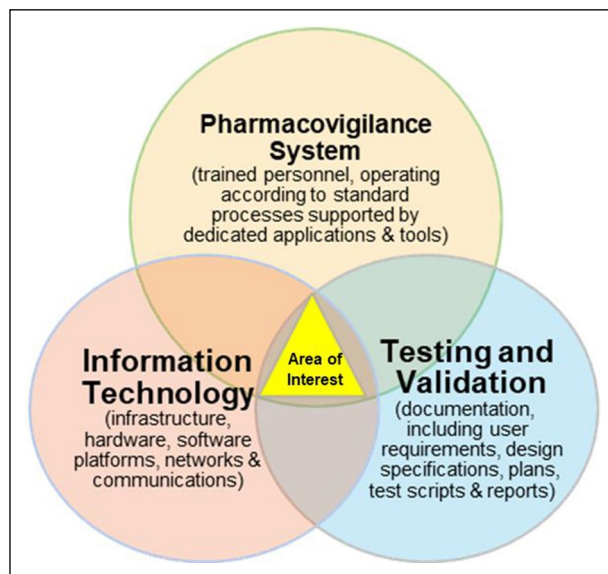 Pharmacovigilance
System
(trained personnel, operating
according to standard
processes supported by
dedicated applications & tools)
Information
Technology
(infrastructure,
hardware, software
platforms, networks &
communications)
Area of
Interest
Testing and
Validation
(documentation,
including user
requirements, design
specifications, plans,
test scripts & reports)